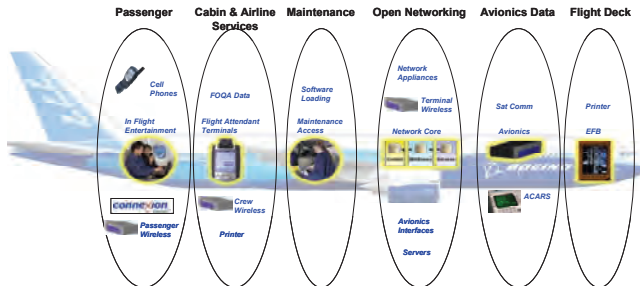 Passenger
Cabin & Airline
Services
Maintenance
Open Networking
Avionics Data
Flight Deck
Cell
Phones
In Flight
Entertainment
connexion
Passenger
Wireless
FOQA Data
Flight Attendant
Terminals
Crew
Wireless
Printer
Software
Loading
Maintenance
Access
Network
Appliances
Terminal
Wireless
Network Core
Avionics
Interfaces
Servers
Sat Comm
Avionics
BOEING
ACARS
Printer
EFB